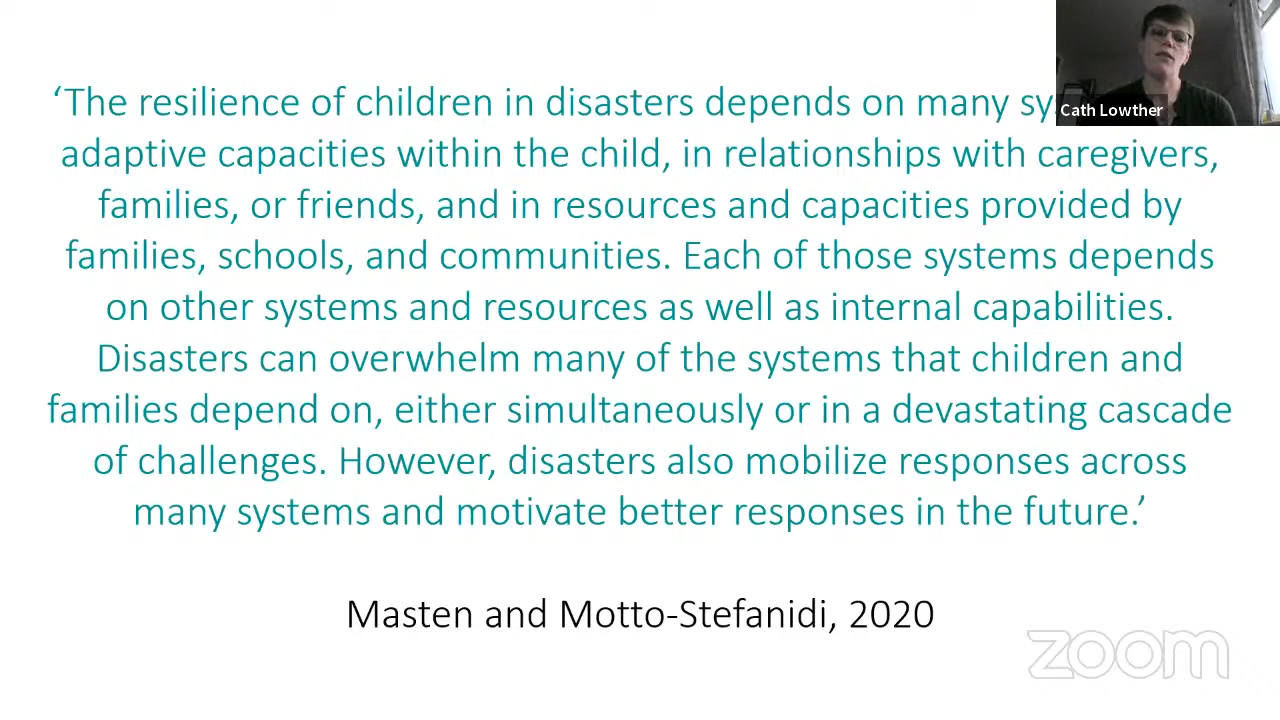 ‘The resilience of children in disasters depends on many
adaptive capacities within the child, in relationships with caregivers,
families, or friends, and in resources and capacities provided by
families, schools, and communities. Each of those systems depends
on other systems and resources as well as internal capabilities.
Disasters can overwhelm many of the systems that children and
families depend on, either simultaneously or in a devastating cascade
of challenges. However, disasters also mobilize responses across
many systems and motivate better responses in the future.’
Masten and Motto-Stefanidi, 2020
Cath Lowther
zoom